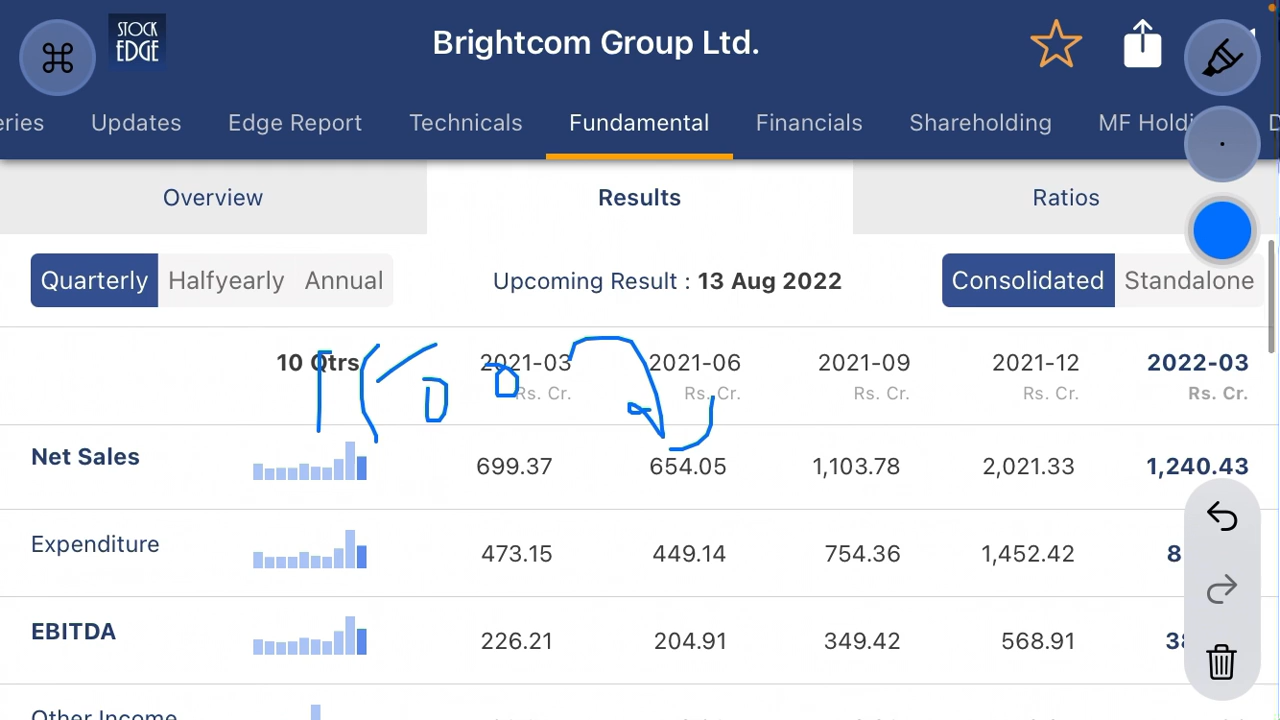 STOCK EDGE
Brightcom Group Ltd.
eries Updates Edge Report Technicals Fundamental Financials Shareholding MF Holdi
Overview Results Ratios
Quarterly Halfyearly Annual Upcoming Result : 13 Aug 2022 Consolidated Standalone
10 Qtrs 2021-03 2021-06 2021-09 2021-12 2022-03
Rs. Cr. Rs. Cr. Rs. Cr. Rs. Cr. Rs. Cr.
Net Sales 699.37 654.05 1,103.78 2,021.33 1,240.43
Expenditure 473.15 449.14 754.36 1,452.42 8
EBITDA 226.21 204.91 349.42 568.91 38
Other Income